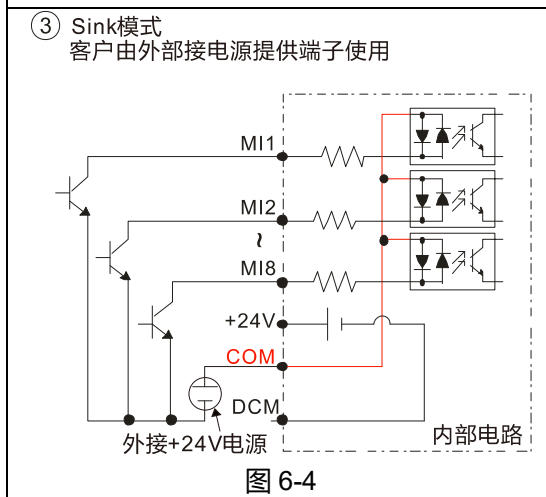 ③ Sink模式
客户由外部接电源提供端子使用
MI1
MI2
~
MI8
+24V
COM
DCM
外接+24V电源
内部电路
图 6-4